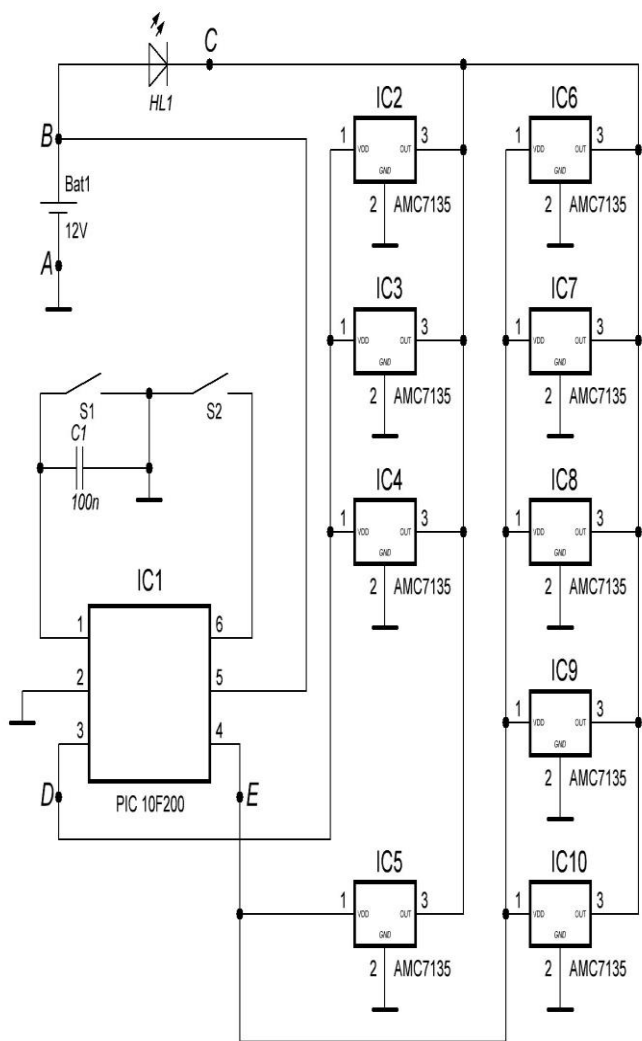 C
HL1
B
Bat1
12V
A
S1
S2
C1
100n
IC1
1
6
2
5
3
4
D
PIC 10F200
E
IC2
1 VDD OUT 3
GND
2 AMC7135
IC3
1 VDD OUT 3
GND
2 AMC7135
IC4
1 VDD OUT 3
GND
2 AMC7135
IC5
1 VDD OUT 3
GND
2 AMC7135
IC6
1 VDD OUT 3
GND
2 AMC7135
IC7
1 VDD OUT 3
GND
2 AMC7135
IC8
1 VDD OUT 3
GND
2 AMC7135
IC9
1 VDD OUT 3
GND
2 AMC7135
IC10
1 VDD OUT 3
GND
2 AMC7135